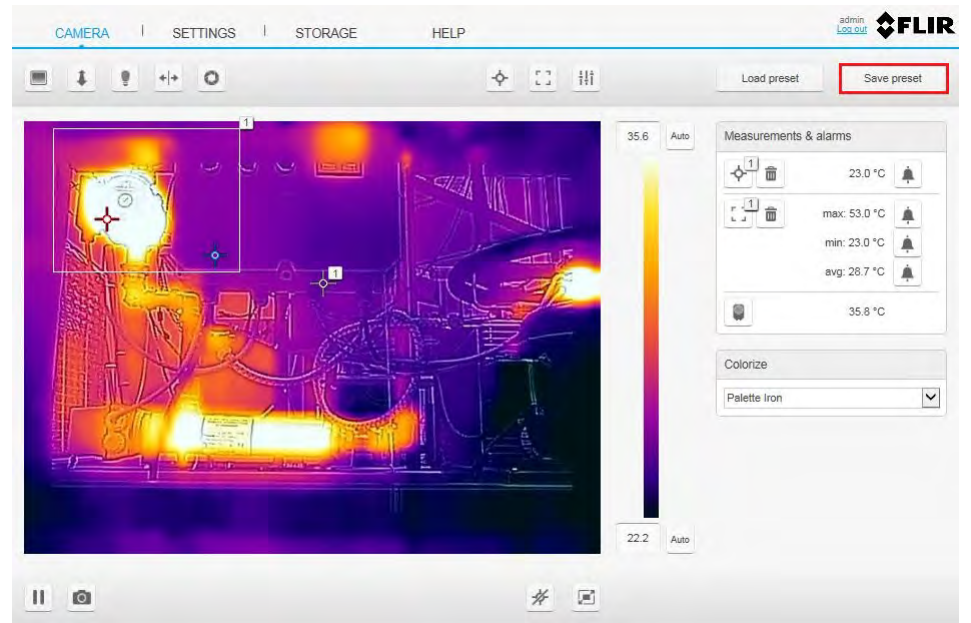 CAMERA SETTINGS STORAGE HELP
admin
Log out
FLIR
Load preset Save preset
1
1
35.6 Auto
22.2 Auto
Measurements & alarms
1 23.0 °C
1 max: 53.0 °C
min: 23.0 °C
avg: 28.7 °C
35.8 °C
Colorize
Palette Iron